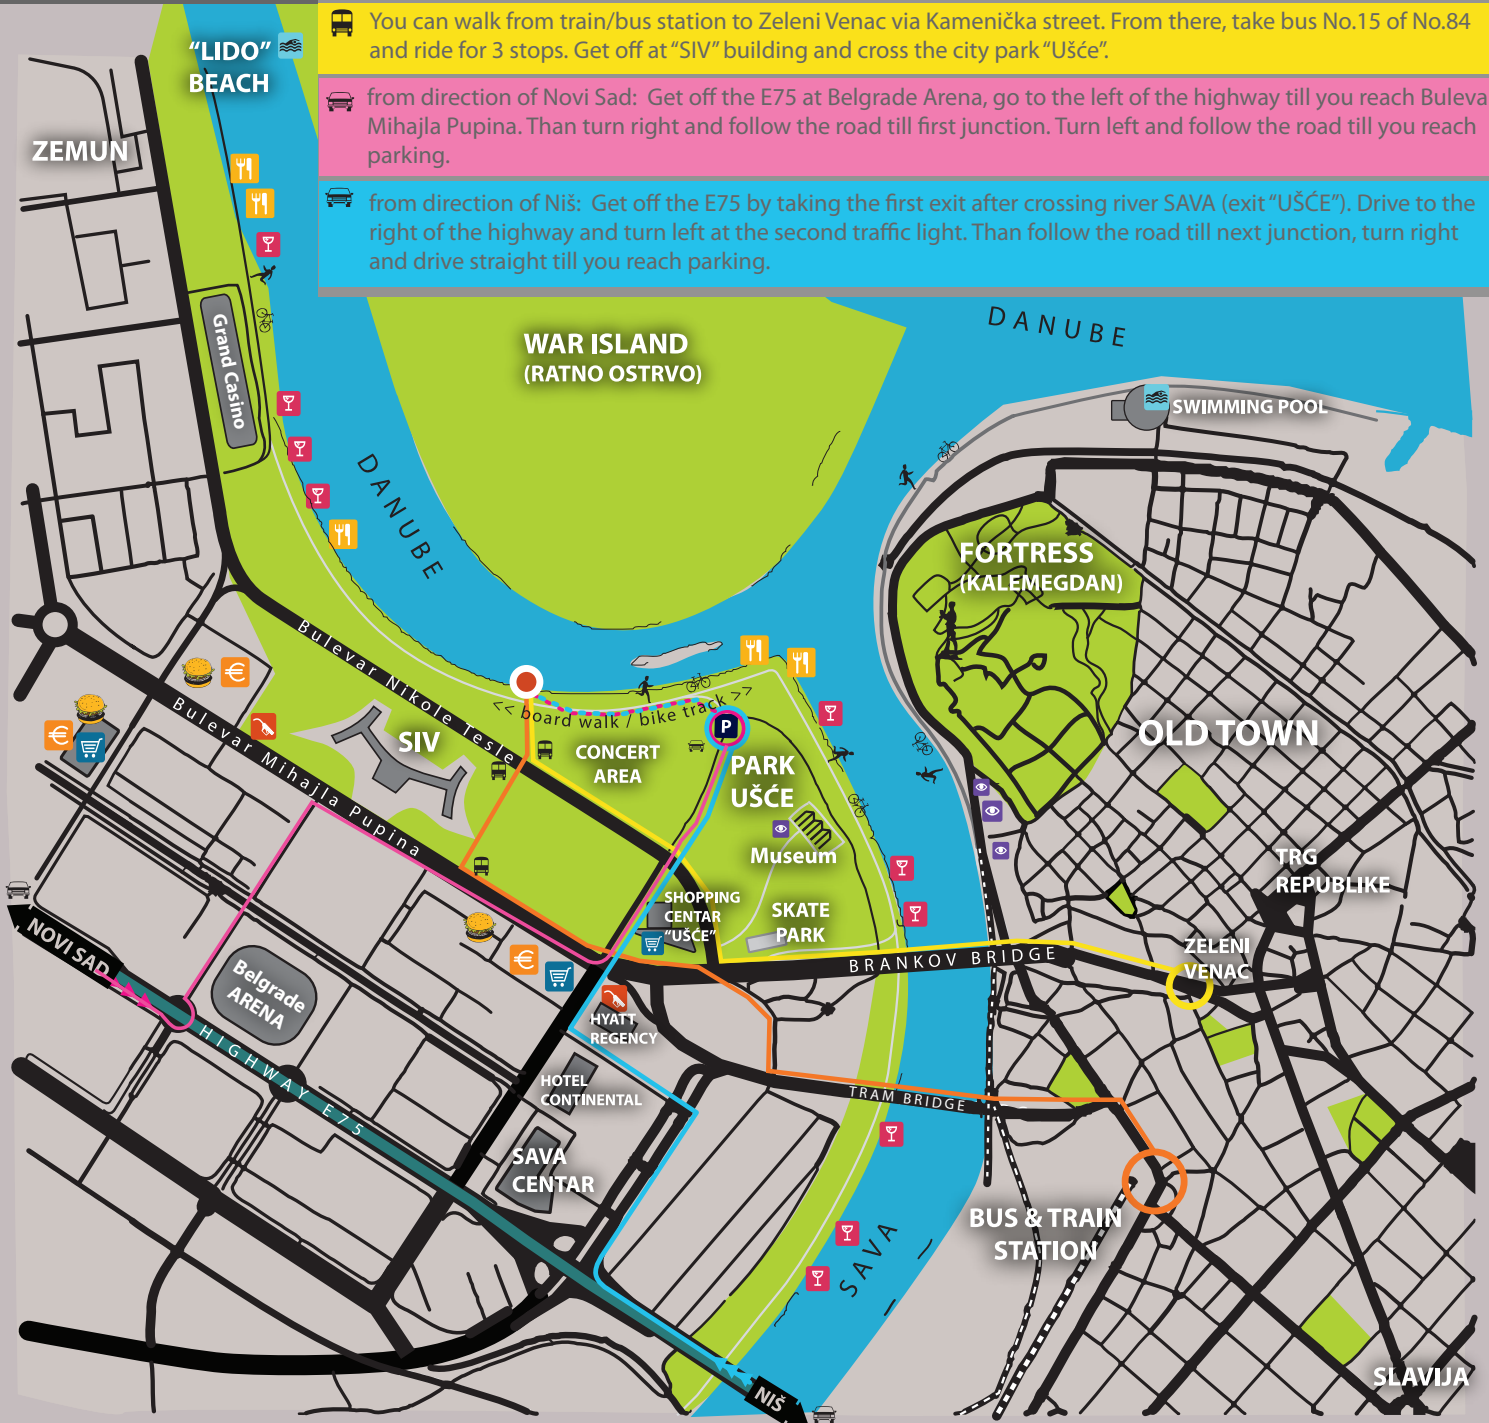 You can walk from train/bus station to Zeleni Venac via Kamenička street. From there, take bus No.15 of No.84
and ride for 3 stops. Get off at “SIV” building and cross the city park “Ušće”.
from direction of Novi Sad: Get off the E75 at Belgrade Arena, go to the left of the highway till you reach Buleva
Mihajla Pupina. Than turn right and follow the road till first junction. Turn left and follow the road till you reach
parking.
from direction of Niš: Get off the E75 by taking the first exit after crossing river SAVA (exit “UŠĆE”). Drive to the
right of the highway and turn left at the second traffic light. Than follow the road till next junction, turn right
and drive straight till you reach parking.
“LIDO”
BEACH
ZEMUN
Grand Casino
WAR ISLAND
(RATNO OSTRVO)
DANUBE
SWIMMING POOL
DANUBE
FORTRESS
(KALEMEGDAN)
Bulevar Nikole Tesle
Bulevar Mihajla Pupina
SIV
<< board walk / bike track >>
P
CONCERT
AREA
PARK
UŠĆE
OLD TOWN
Museum
TRG
REPUBLIKE
SHOPPING
CENTAR
“UŠĆE”
SKATE
PARK
BRANKOV BRIDGE
ZELENI
VENAC
NOVI SAD
Belgrade
ARENA
HIGHWAY E75
HYATT
REGENCY
HOTEL
CONTINENTAL
TRAM BRIDGE
SAVA
CENTAR
BUS & TRAIN
STATION
SAVA
SLAVIJA
NIŠ